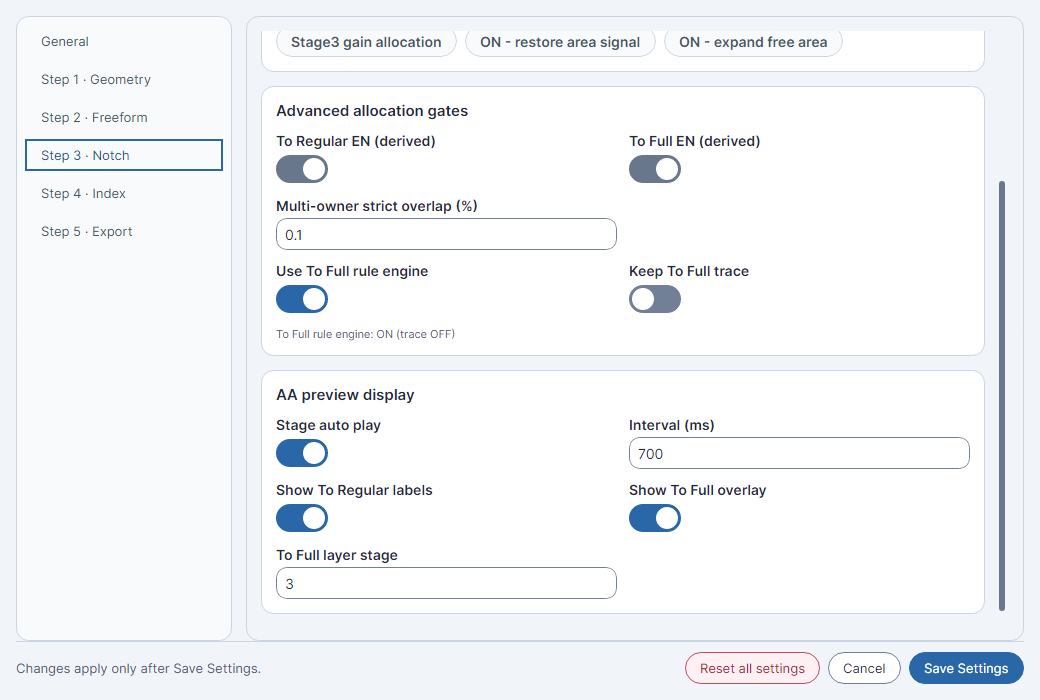 General
Step 1 · Geometry
Step 2 · Freeform
Step 3 · Notch
Step 4 · Index
Step 5 · Export
Stage3 gain allocation
ON - restore area signal
ON - expand free area
Advanced allocation gates
To Regular EN (derived)
To Full EN (derived)
Multi-owner strict overlap (%)
0.1
Use To Full rule engine
Keep To Full trace
To Full rule engine: ON (trace OFF)
AA preview display
Stage auto play
Interval (ms)
700
Show To Regular labels
Show To Full overlay
To Full layer stage
3
Changes apply only after Save Settings.
Reset all settings
Cancel
Save Settings